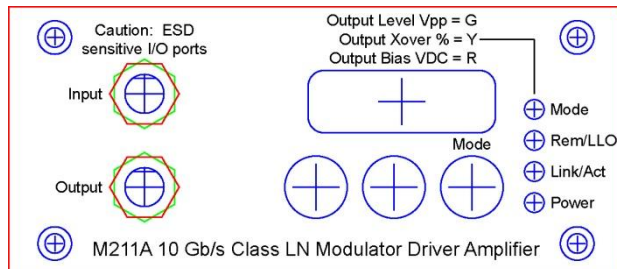 Caution: ESD
sensitive I/O ports
Output Level Vpp = G
Output Xover % = Y
Output Bias VDC = R
Input
Mode
Rem/LLO
Mode
Link/Act
Output
Power
M211A 10 Gb/s Class LN Modulator Driver Amplifier